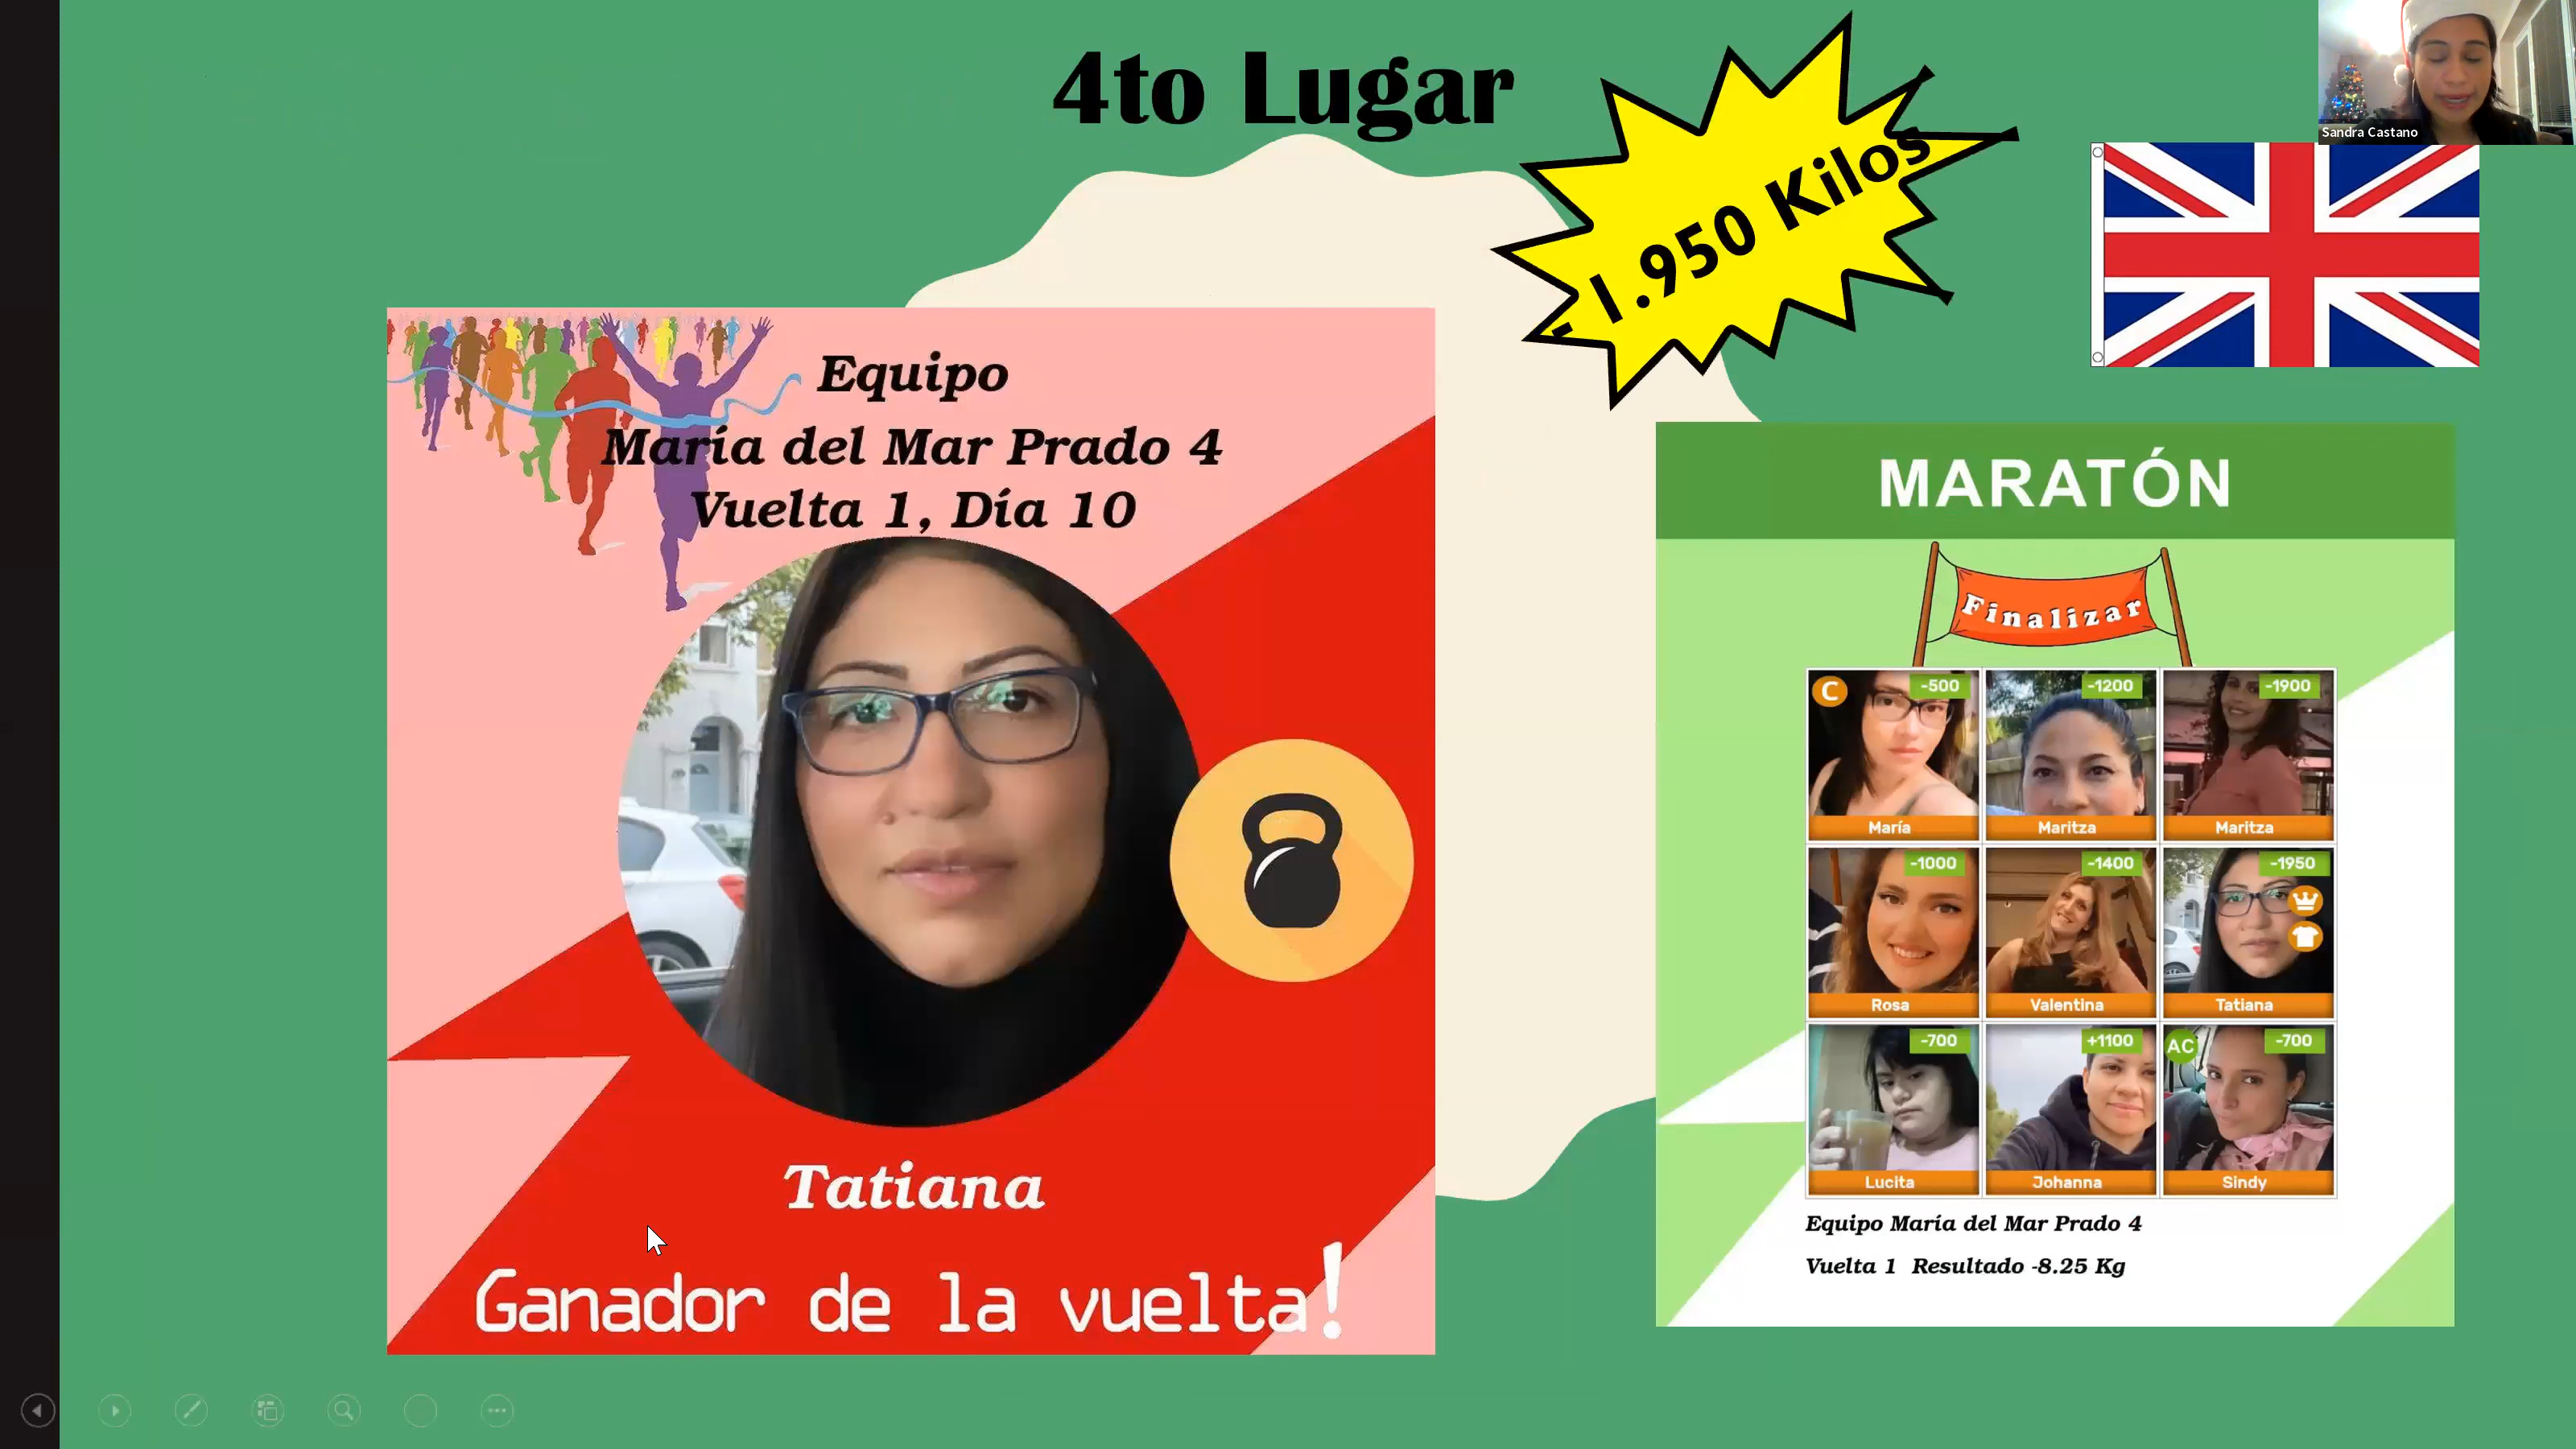 4to Lugar
- 1.950 Kilos
Sandra Castano
Equipo
María del Mar Prado 4
Vuelta 1, Día 10
Tatiana
Ganador de la vuelta!
MARATÓN
Finalizar
C -500 -1200 -1900
María Maritza Maritza
-1000 -1400 -1950
Rosa Valentina Tatiana
-700 +1100 AC -700
Lucita Johanna Sindy
Equipo María del Mar Prado 4
Vuelta 1 Resultado -8.25 Kg